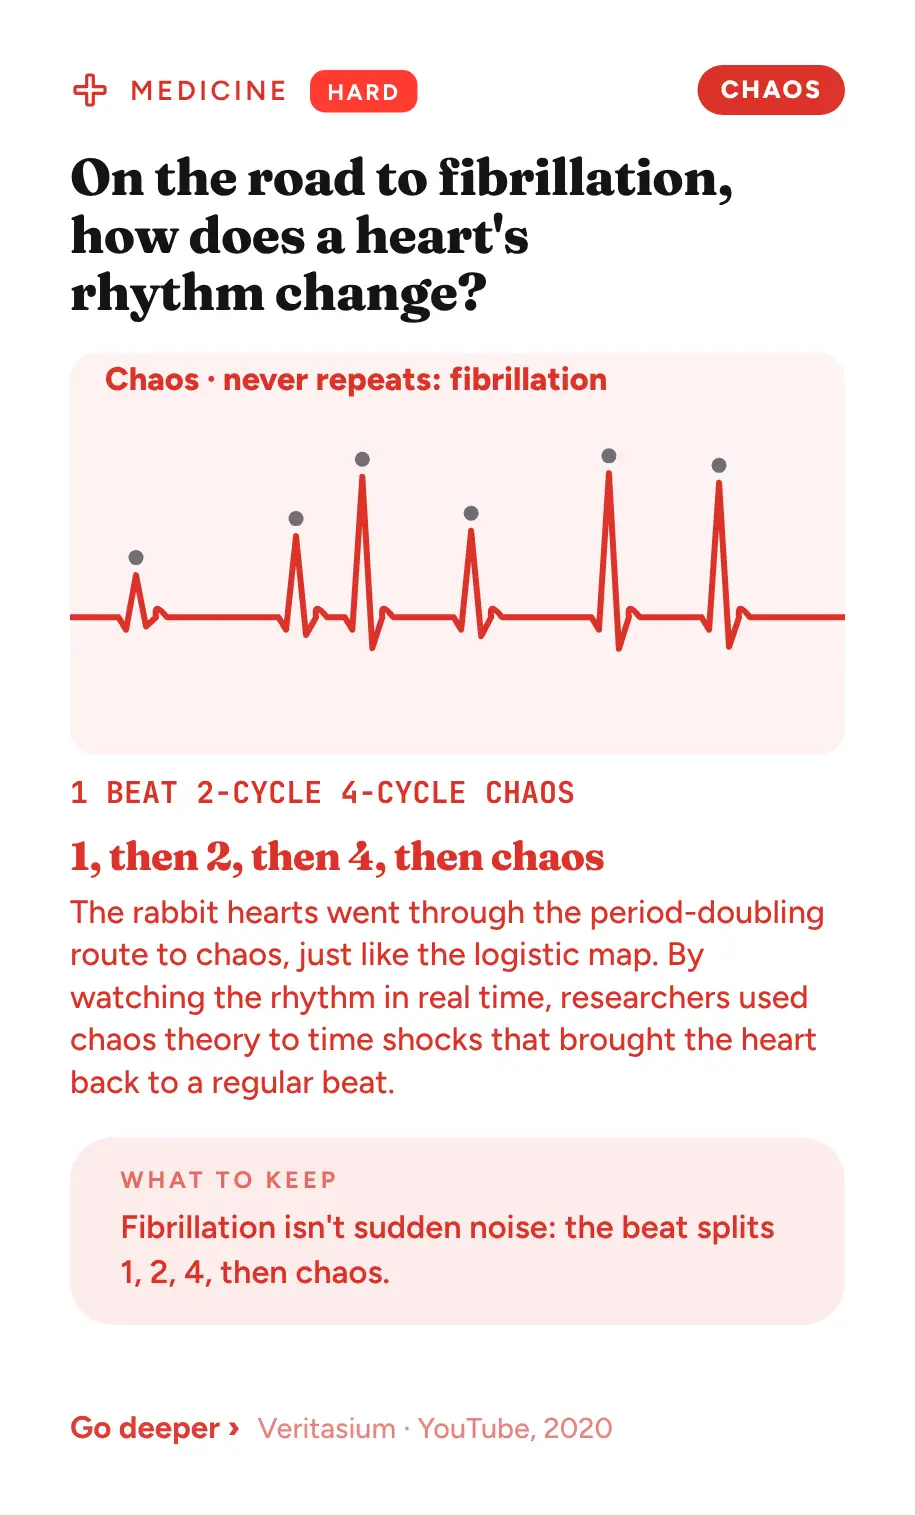 MEDICINE HARD CHAOS
On the road to fibrillation,
how does a heart's
rhythm change?
Chaos · never repeats: fibrillation
1 BEAT 2-CYCLE 4-CYCLE CHAOS
1, then 2, then 4, then chaos
The rabbit hearts went through the period-doubling
route to chaos, just like the logistic map. By
watching the rhythm in real time, researchers used
chaos theory to time shocks that brought the heart
back to a regular beat.
WHAT TO KEEP
Fibrillation isn't sudden noise: the beat splits
1, 2, 4, then chaos.
Go deeper › Veritasium · YouTube, 2020